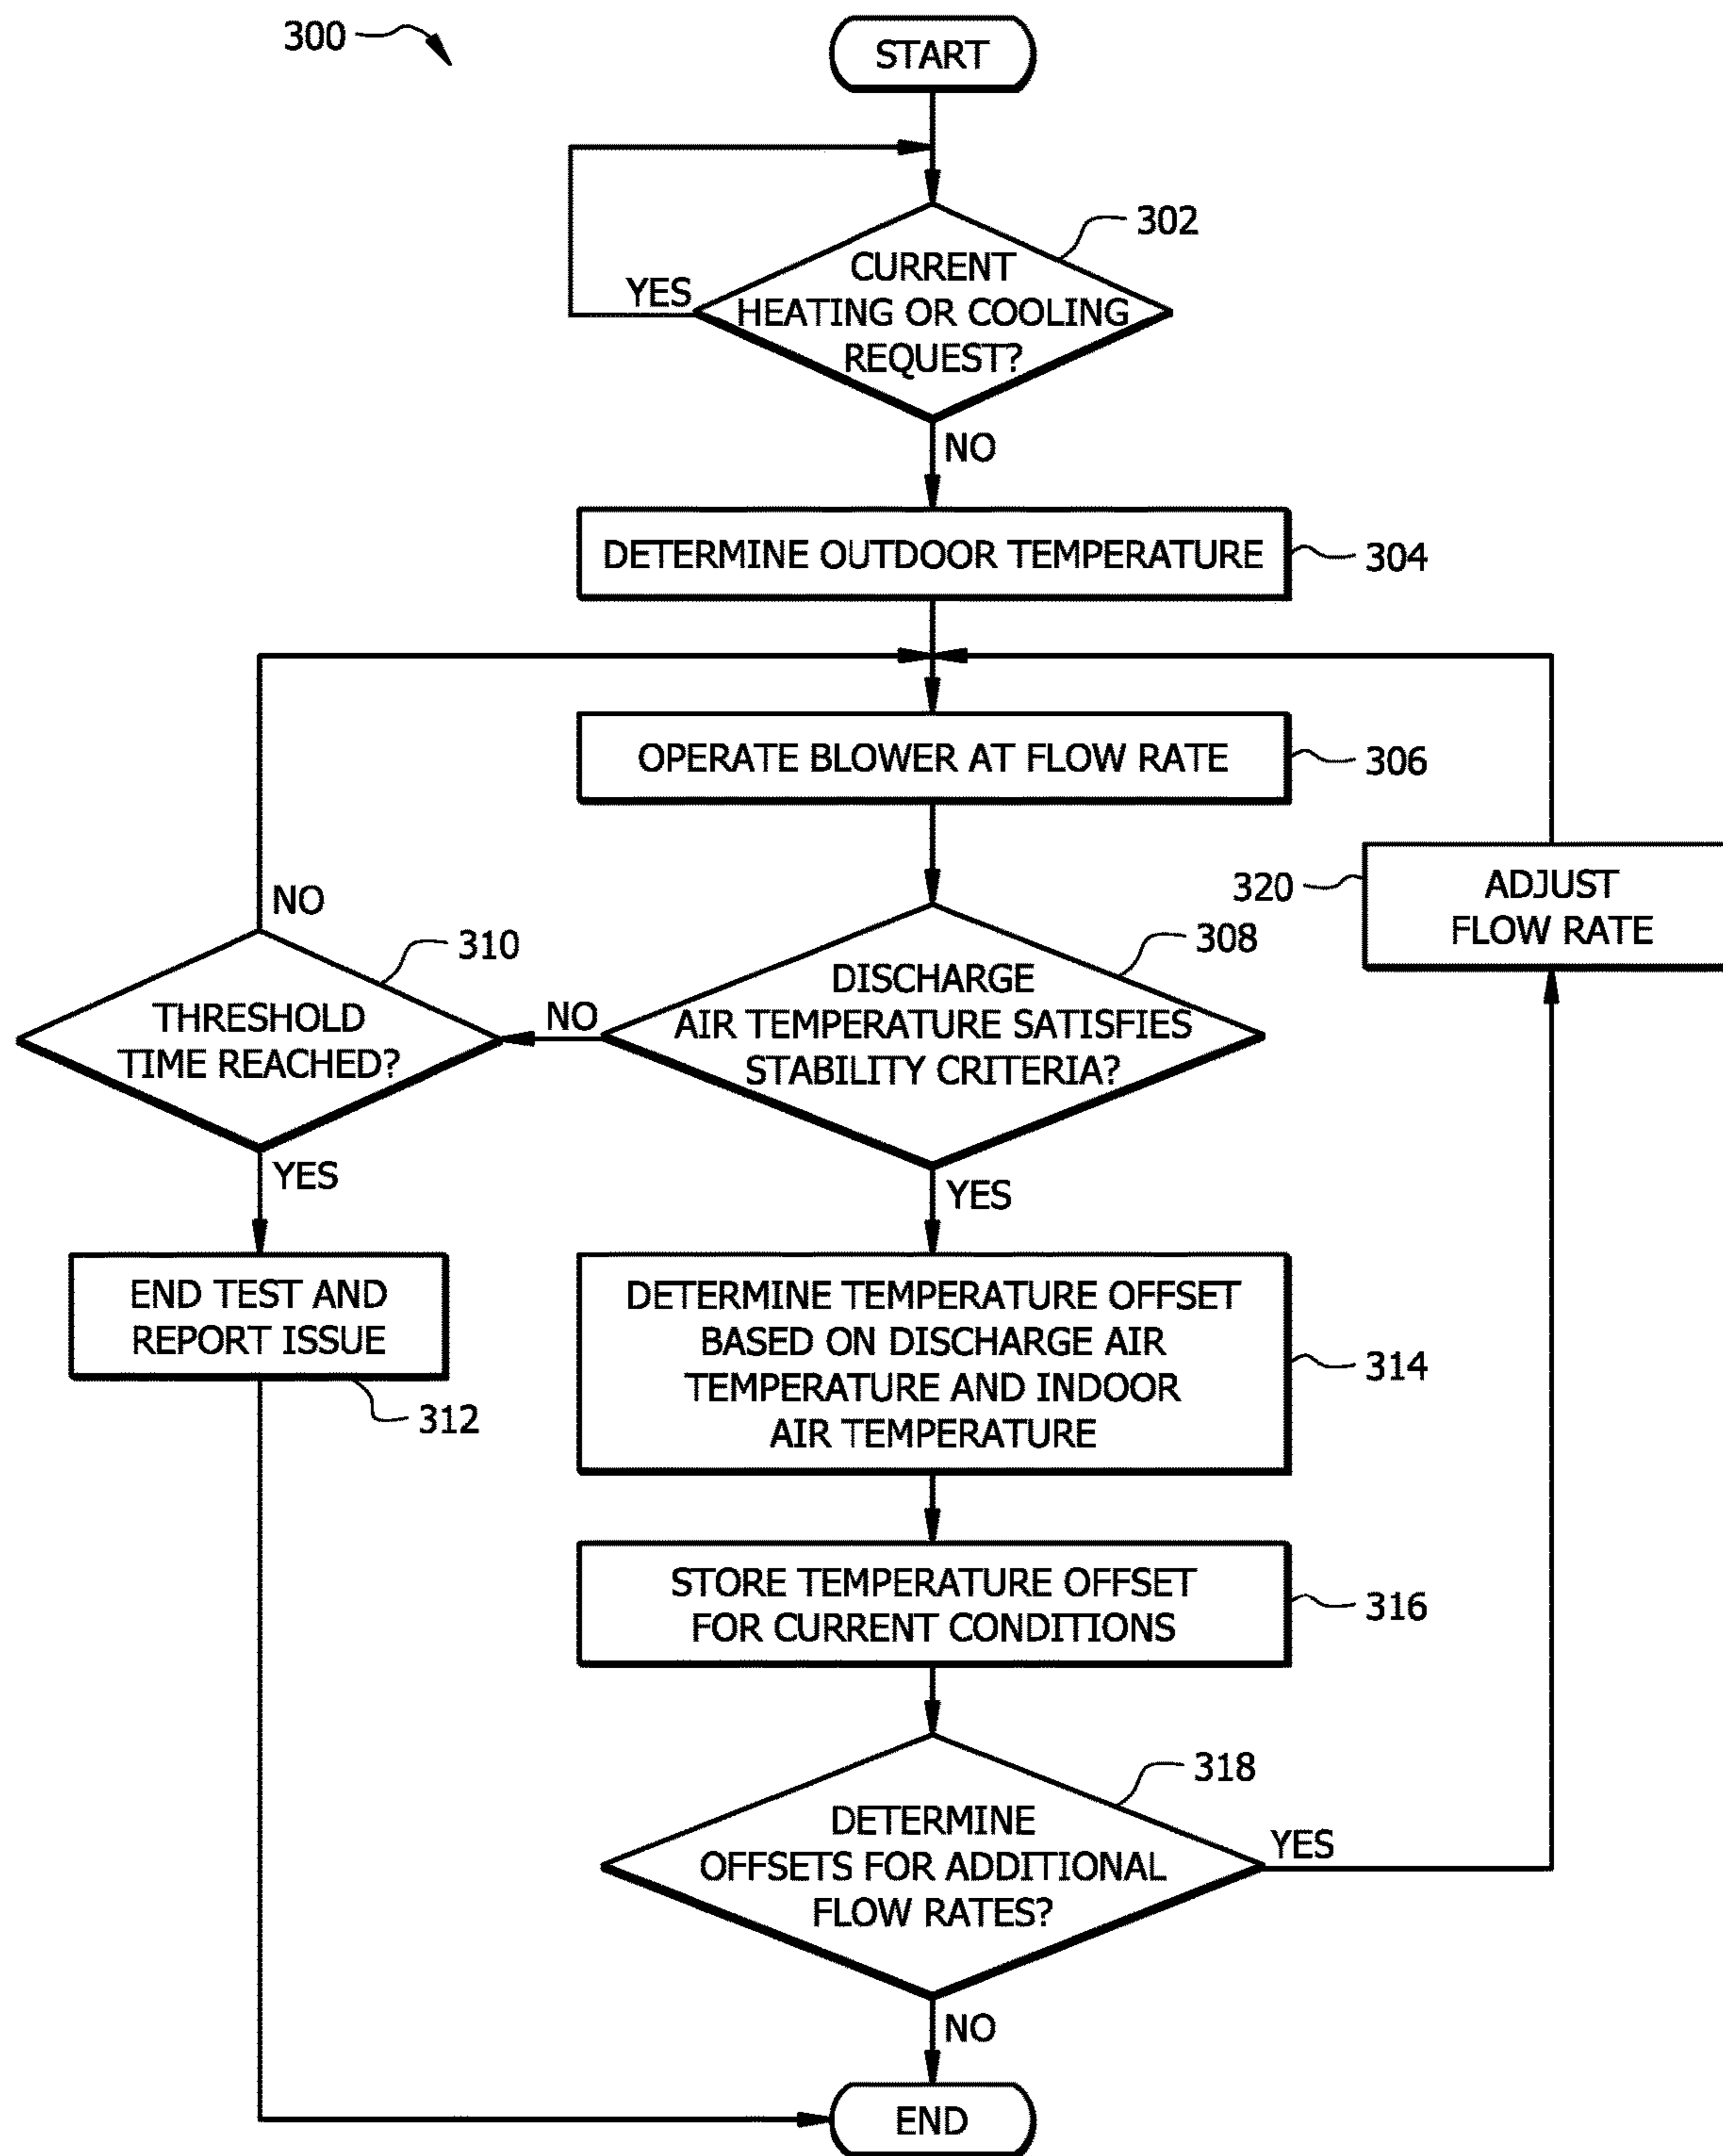 300
START
302
CURRENT
HEATING OR COOLING
REQUEST?
YES
NO
DETERMINE OUTDOOR TEMPERATURE
304
OPERATE BLOWER AT FLOW RATE
306
320
ADJUST
FLOW RATE
NO
310
THRESHOLD
TIME REACHED?
NO
308
DISCHARGE
AIR TEMPERATURE SATISFIES
STABILITY CRITERIA?
YES
YES
END TEST AND
REPORT ISSUE
312
DETERMINE TEMPERATURE OFFSET
BASED ON DISCHARGE AIR
TEMPERATURE AND INDOOR
AIR TEMPERATURE
314
STORE TEMPERATURE OFFSET
FOR CURRENT CONDITIONS
316
318
DETERMINE
OFFSETS FOR ADDITIONAL
FLOW RATES?
YES
NO
END